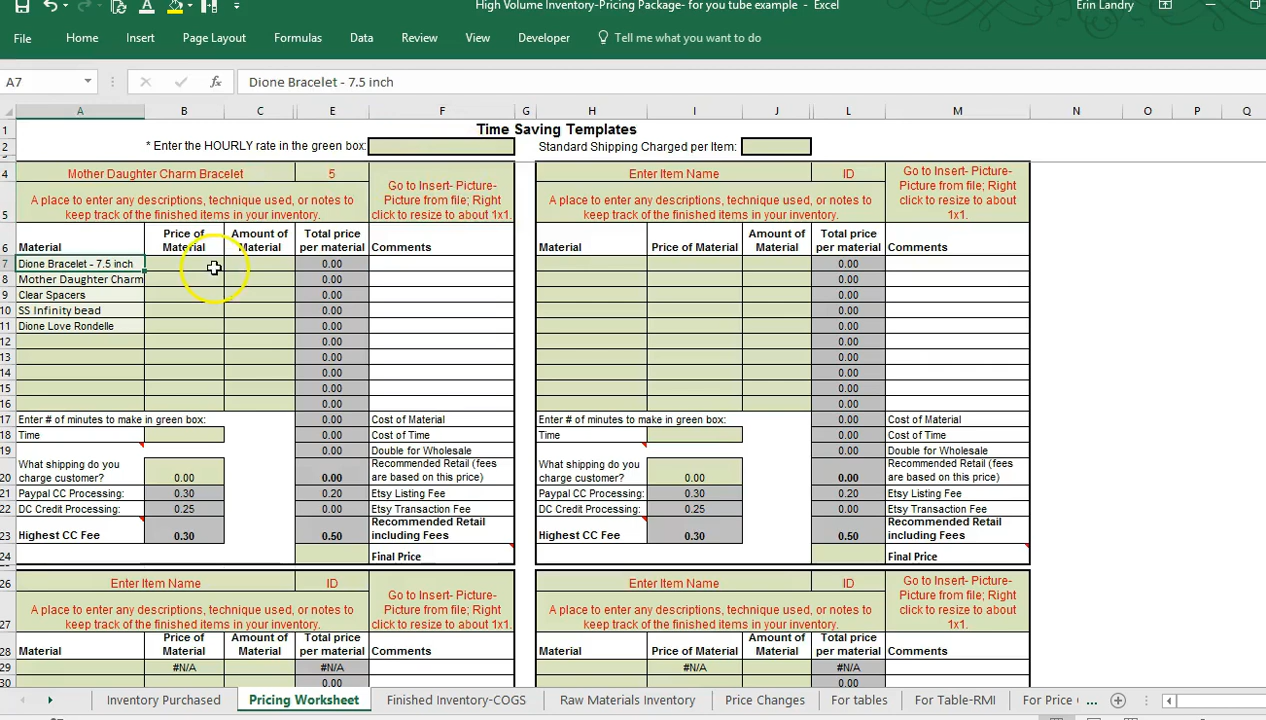 High Volume Inventory-Pricing Package- for you tube example - Excel
Erin Landry
File Home Insert Page Layout Formulas Data Review View Developer Tell me what you want to do
A7 fx Dione Bracelet - 7.5 inch
A B C E F G H I J L M N O P Q
1 Time Saving Templates
2 * Enter the HOURLY rate in the green box: Standard Shipping Charged per Item:
4 Mother Daughter Charm Bracelet 5 Enter Item Name ID
Go to Insert- Picture-
Picture from file; Right
click to resize to about 1x1.
Go to Insert- Picture-
Picture from file; Right
click to resize to about
1x1.
5 A place to enter any descriptions, technique used, or notes to
keep track of the finished items in your inventory.
A place to enter any descriptions, technique used, or notes to
keep track of the finished items in your inventory.
6 Material Price of Material Amount of Material Total price per material Comments Material Price of Material Amount of Material Total price per material Comments
7 Dione Bracelet - 7.5 inch 0.00 0.00
8 Mother Daughter Charm 0.00 0.00
9 Clear Spacers 0.00 0.00
10 SS Infinity bead 0.00 0.00
11 Dione Love Rondelle 0.00 0.00
12 0.00 0.00
13 0.00 0.00
14 0.00 0.00
15 0.00 0.00
16 0.00 0.00
17 Enter # of minutes to make in green box: 0.00 Cost of Material Enter # of minutes to make in green box: 0.00 Cost of Material
18 Time 0.00 Cost of Time Time 0.00 Cost of Time
19 0.00 Double for Wholesale 0.00 Double for Wholesale
20 What shipping do you charge customer? 0.00 0.00 Recommended Retail (fees are based on this price) What shipping do you charge customer? 0.00 0.00 Recommended Retail (fees are based on this price)
21 Paypal CC Processing: 0.30 0.20 Etsy Listing Fee Paypal CC Processing: 0.30 0.20 Etsy Listing Fee
22 DC Credit Processing: 0.25 0.00 Etsy Transaction Fee DC Credit Processing: 0.25 0.00 Etsy Transaction Fee
23 Highest CC Fee 0.30 0.50 Recommended Retail including Fees Highest CC Fee 0.30 0.50 Recommended Retail including Fees
24 Final Price Final Price
26 Enter Item Name ID Enter Item Name ID
Go to Insert- Picture-
Picture from file; Right
click to resize to about 1x1.
Go to Insert- Picture-
Picture from file; Right
click to resize to about
1x1.
27 A place to enter any descriptions, technique used, or notes to
keep track of the finished items in your inventory.
A place to enter any descriptions, technique used, or notes to
keep track of the finished items in your inventory.
28 Material Price of Material Amount of Material Total price per material Comments Material Price of Material Amount of Material Total price per material Comments
29 #N/A #N/A #N/A #N/A
30 0.00 0.00
Inventory Purchased Pricing Worksheet Finished Inventory-COGS Raw Materials Inventory Price Changes For tables For Table-RMI For Price ...